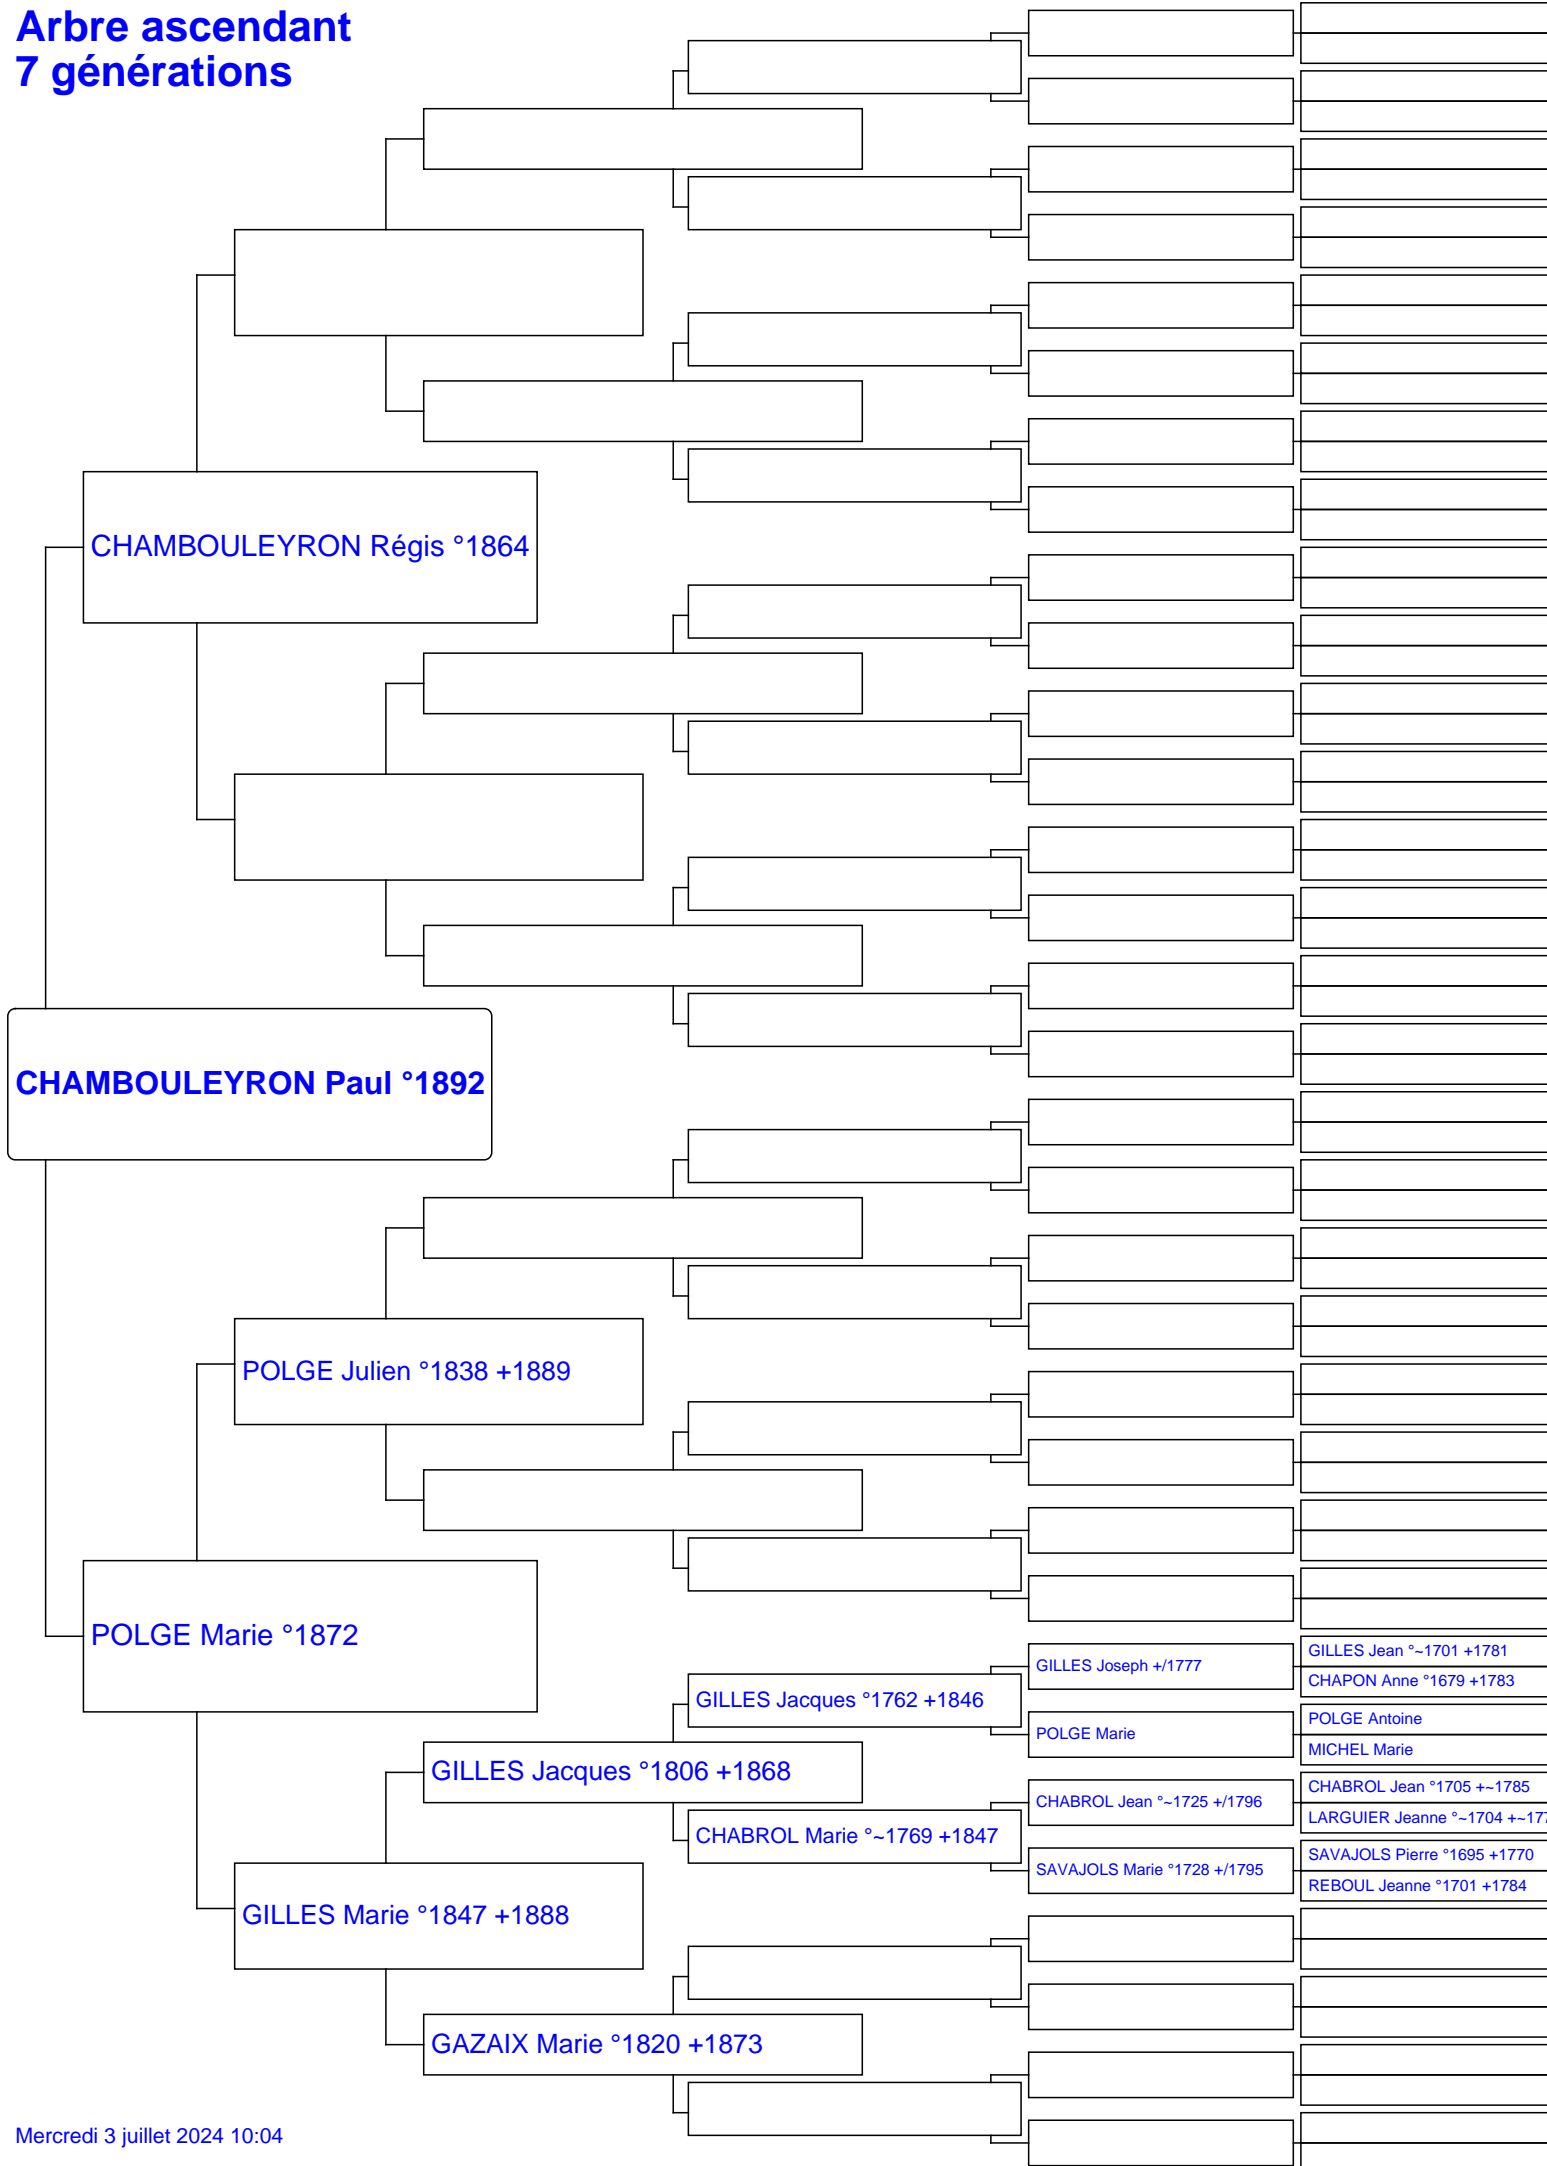 Arbre ascendant
7 générations
CHAMBOULEYRON Régis °1864
CHAMBOULEYRON Paul °1892
POLGE Julien °1838 +1889
POLGE Marie °1872
GILLES Jean °~1701 +1781
GILLES Joseph +/1777
CHAPON Anne °1679 +1783
GILLES Jacques °1762 +1846
POLGE Antoine
POLGE Marie
MICHEL Marie
GILLES Jacques °1806 +1868
CHABROL Jean °1705 +~1785
CHABROL Jean °~1725 +/1796
LARGUIER Jeanne °~1704 +~177
CHABROL Marie °~1769 +1847
SAVAJOLS Pierre °1695 +1770
SAVAJOLS Marie °1728 +/1795
REBOUL Jeanne °1701 +1784
GILLES Marie °1847 +1888
GAZAIX Marie °1820 +1873
Mercredi 3 juillet 2024 10:04